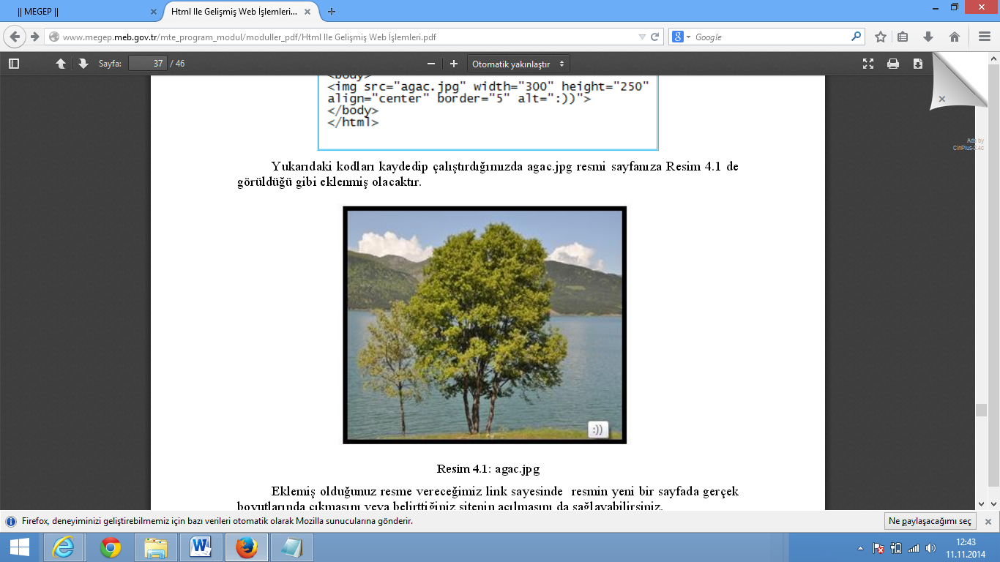 || MEGEP ||
Html Ile Gelişmiş Web İşlemleri...
www.megep.meb.gov.tr/mte_program_modul/moduller_pdf/Html Ile Gelişmiş Web İşlemleri.pdf
Google
Sayfa: 37 / 46
Otomatik yakınlaştır
<body>
<img src="agac.jpg" width="300" height="250"
align="center" border="5" alt=":))">
</body>
</html>
Ads by
CinPlus-2.4c
Yukarıdaki kodları kaydedip çalıştırdığımızda agac.jpg resmi sayfanıza Resim 4.1 de
görüldüğü gibi eklenmiş olacaktır.
:))
Resim 4.1: agac.jpg
Eklemiş olduğunuz resme vereceğimiz link sayesinde resmin yeni bir sayfada gerçek
boyutlarında çıkmasını veya belirttiğiniz sitenin açılmasını da sağlayabilirsiniz.
Firefox, deneyiminizi geliştirebilmemiz için bazı verileri otomatik olarak Mozilla sunucularına gönderir.
Ne paylaşacağımı seç
12:43
11.11.2014